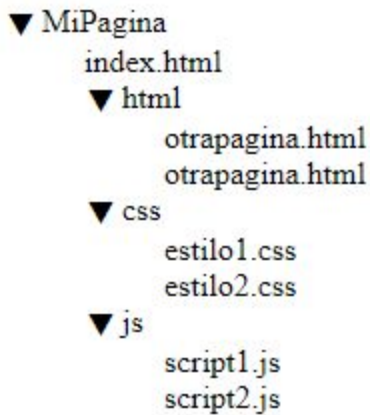 ▼ MiPagina
index.html
▼ html
otrapagina.html
otrapagina.html
▼ css
estilo1.css
estilo2.css
▼ js
script1.js
script2.js